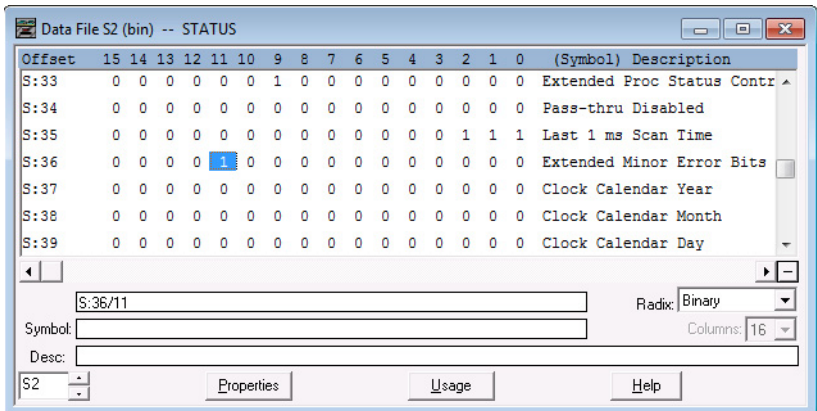 Data File S2 (bin) -- STATUS
Offset 15 14 13 12 11 10 9 8 7 6 5 4 3 2 1 0 (Symbol) Description
S:33 0 0 0 0 0 0 1 0 0 0 0 0 0 0 0 0 Extended Proc Status Contr
S:34 0 0 0 0 0 0 0 0 0 0 0 0 0 0 0 0 Pass-thru Disabled
S:35 0 0 0 0 0 0 0 0 0 0 0 0 0 1 1 1 Last 1 ms Scan Time
S:36 0 0 0 0 1 0 0 0 0 0 0 0 0 0 0 0 Extended Minor Error Bits
S:37 0 0 0 0 0 0 0 0 0 0 0 0 0 0 0 0 Clock Calendar Year
S:38 0 0 0 0 0 0 0 0 0 0 0 0 0 0 0 0 Clock Calendar Month
S:39 0 0 0 0 0 0 0 0 0 0 0 0 0 0 0 0 Clock Calendar Day
S:36/11 Radix: Binary
Symbol: Columns: 16
Desc:
S2 Properties Usage Help